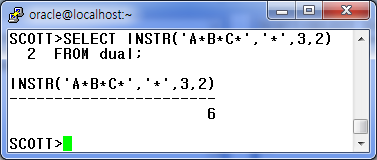 oracle@localhost:~
SCOTT>SELECT INSTR('A*B*C*','*',3,2)
  2  FROM dual;
INSTR('A*B*C*','*',3,2)
-----------------------
                      6
SCOTT>